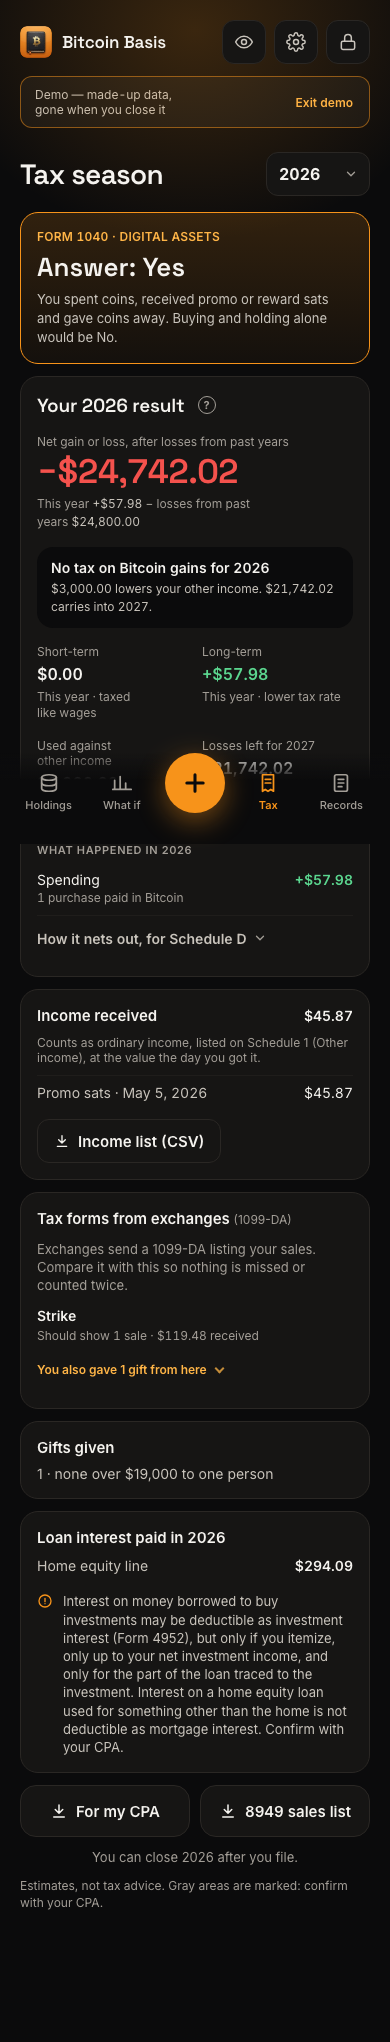 Bitcoin Basis
Demo — made-up data,
gone when you close it
Exit demo
Tax season
2026
FORM 1040 · DIGITAL ASSETS
Answer: Yes
You spent coins, received promo or reward sats
and gave coins away. Buying and holding alone
would be No.
Your 2026 result
?
Net gain or loss, after losses from past years
−$24,742.02
This year +$57.98 − losses from past
years $24,800.00
No tax on Bitcoin gains for 2026
$3,000.00 lowers your other income. $21,742.02
carries into 2027.
Short-term
Long-term
$0.00
+$57.98
This year · taxed
like wages
This year · lower tax rate
Used against
other income
Losses left for 2027
Holdings
What if
Tax
Records
WHAT HAPPENED IN 2026
Spending
+$57.98
1 purchase paid in Bitcoin
How it nets out, for Schedule D
Income received
$45.87
Counts as ordinary income, listed on Schedule 1 (Other
income), at the value the day you got it.
Promo sats · May 5, 2026
$45.87
Income list (CSV)
Tax forms from exchanges (1099-DA)
Exchanges send a 1099-DA listing your sales.
Compare it with this so nothing is missed or
counted twice.
Strike
Should show 1 sale · $119.48 received
You also gave 1 gift from here
Gifts given
1 · none over $19,000 to one person
Loan interest paid in 2026
Home equity line
$294.09
Interest on money borrowed to buy
investments may be deductible as investment
interest (Form 4952), but only if you itemize,
only up to your net investment income, and
only for the part of the loan traced to the
investment. Interest on a home equity loan
used for something other than the home is not
deductible as mortgage interest. Confirm with
your CPA.
For my CPA
8949 sales list
You can close 2026 after you file.
Estimates, not tax advice. Gray areas are marked: confirm
with your CPA.